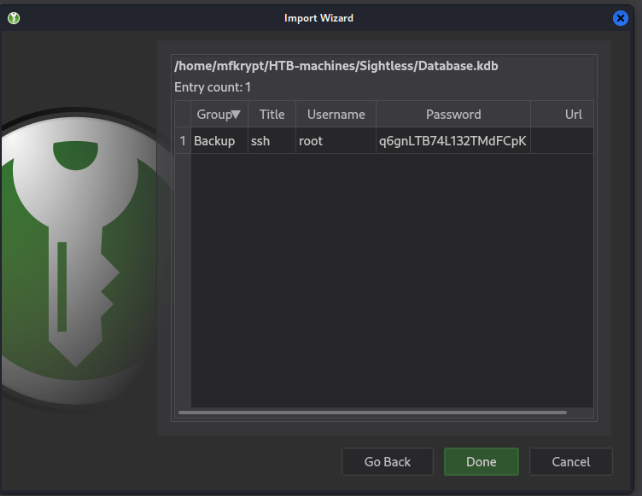 Import Wizard
/home/mfkrypt/HTB-machines/Sightless/Database.kdb
Entry count: 1
Group Title Username Password Url
1 Backup ssh root q6gnLTB74L132TMdFCpK
Go Back Done Cancel